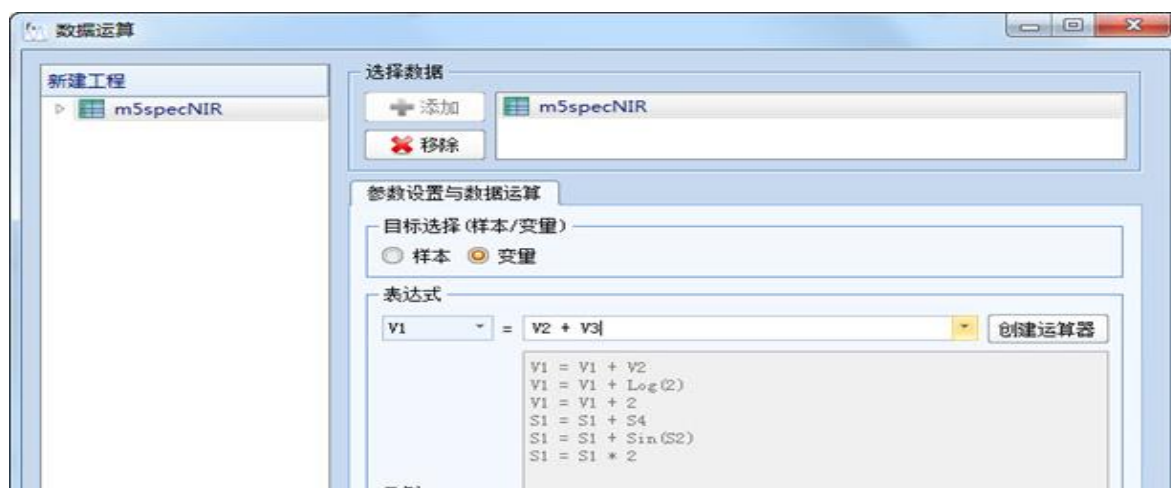 数据运算
新建工程
m5specNIR
选择数据
添加
m5specNIR
移除
参数设置与数据运算
目标选择(样本/变量)
样本 变量
表达式
V1 = V2 + V3 创建运算器
V1 = V1 + V2
V1 = V1 + Log(2)
V1 = V1 + 2
S1 = S1 + S4
S1 = S1 + Sin(S2)
S1 = S1 * 2